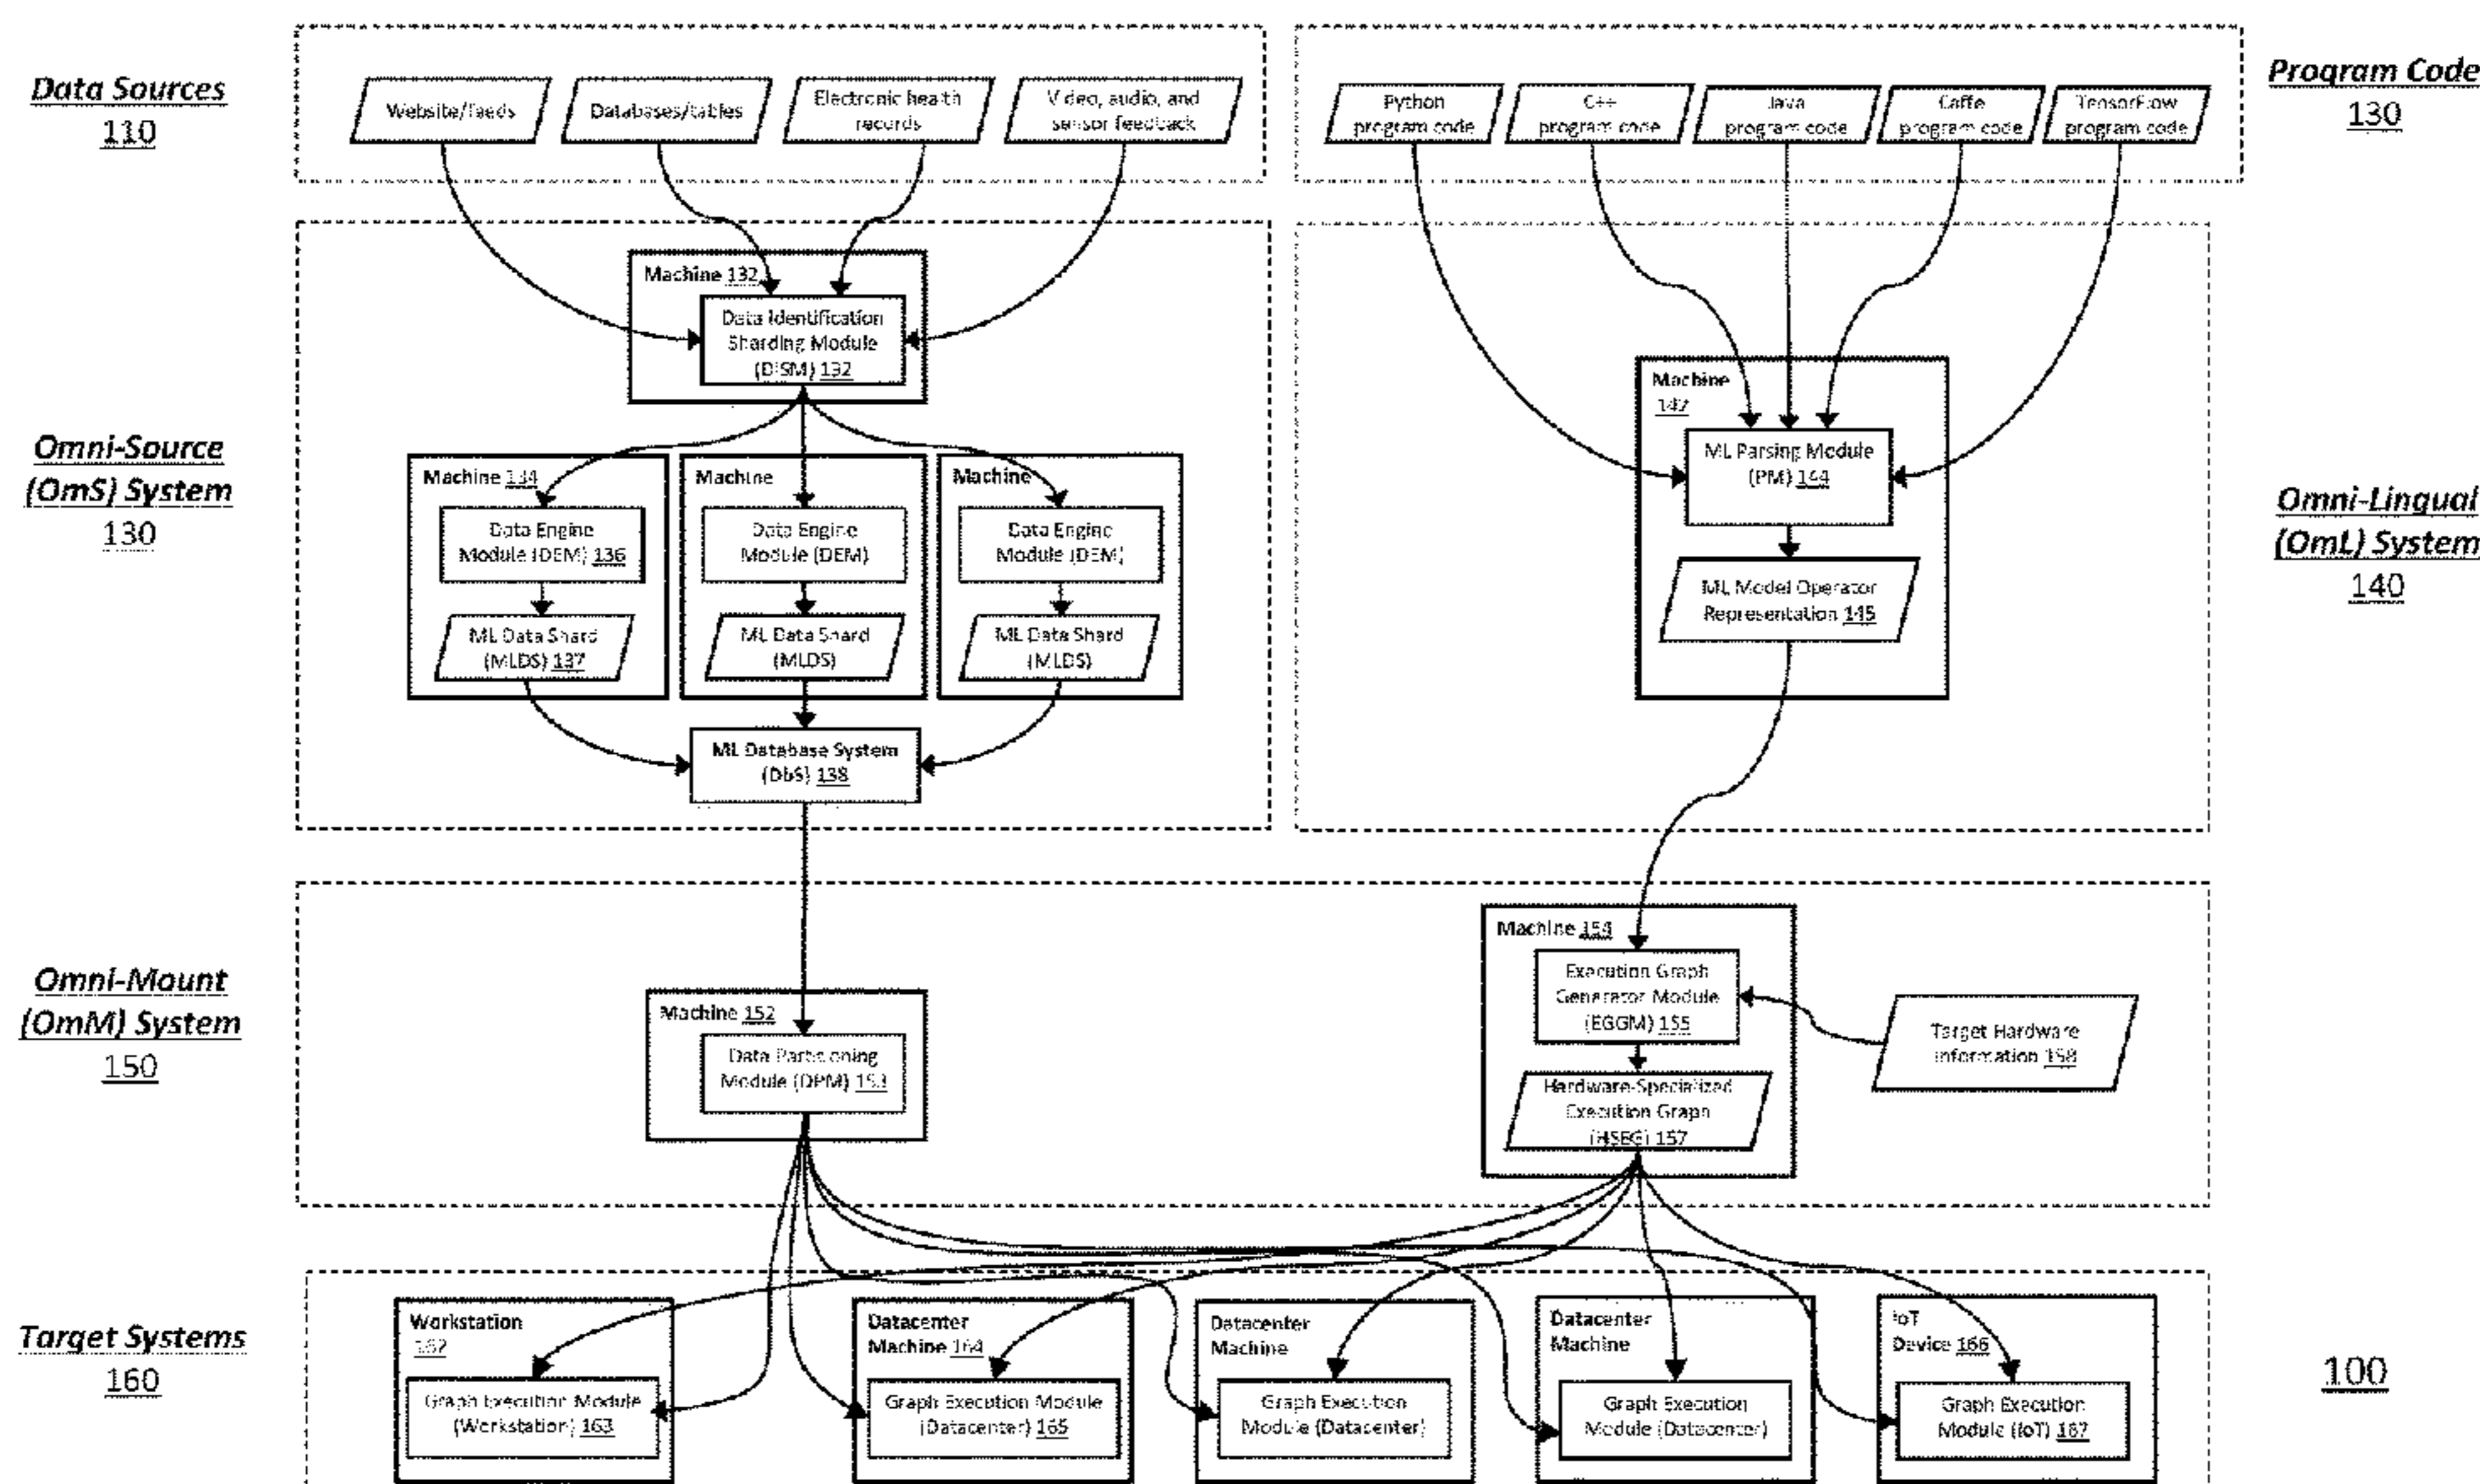 Data Sources
110
Website/feeds
Databases/tables
Electronic health
records
Video, audio, and
sensor feedback
Python
program code
C++
program code
Java
program code
Caffe
program code
TensorFlow
program code
Program Code
130
Omni-Source
(OmS) System
130
Machine 132
Data Identification
Sharding Module
(DISM) 132
Machine 134
Data Engine
Module (DEM) 136
ML Data Shard
(MLDS) 137
Machine
Data Engine
Module (DEM)
ML Data Shard
(MLDS)
Machine
Data Engine
Module (DEM)
ML Data Shard
(MLDS)
ML Database System
(DbS) 138
Machine
142
ML Parsing Module
(PM) 144
ML Model Operator
Representation 145
Omni-Lingual
(OmL) System
140
Omni-Mount
(OmM) System
150
Machine 152
Data Partitioning
Module (DPM) 153
Machine 154
Execution Graph
Generator Module
(EGGM) 155
Hardware-Specialized
Execution Graph
(HSEG) 157
Target Hardware
Information 158
Target Systems
160
Workstation
162
Graph Execution Module
(Workstation) 163
Datacenter
Machine 164
Graph Execution Module
(Datacenter) 165
Datacenter
Machine
Graph Execution
Module (Datacenter)
Datacenter
Machine
Graph Execution
Module (Datacenter)
IoT
Device 166
Graph Execution
Module (IoT) 167
100